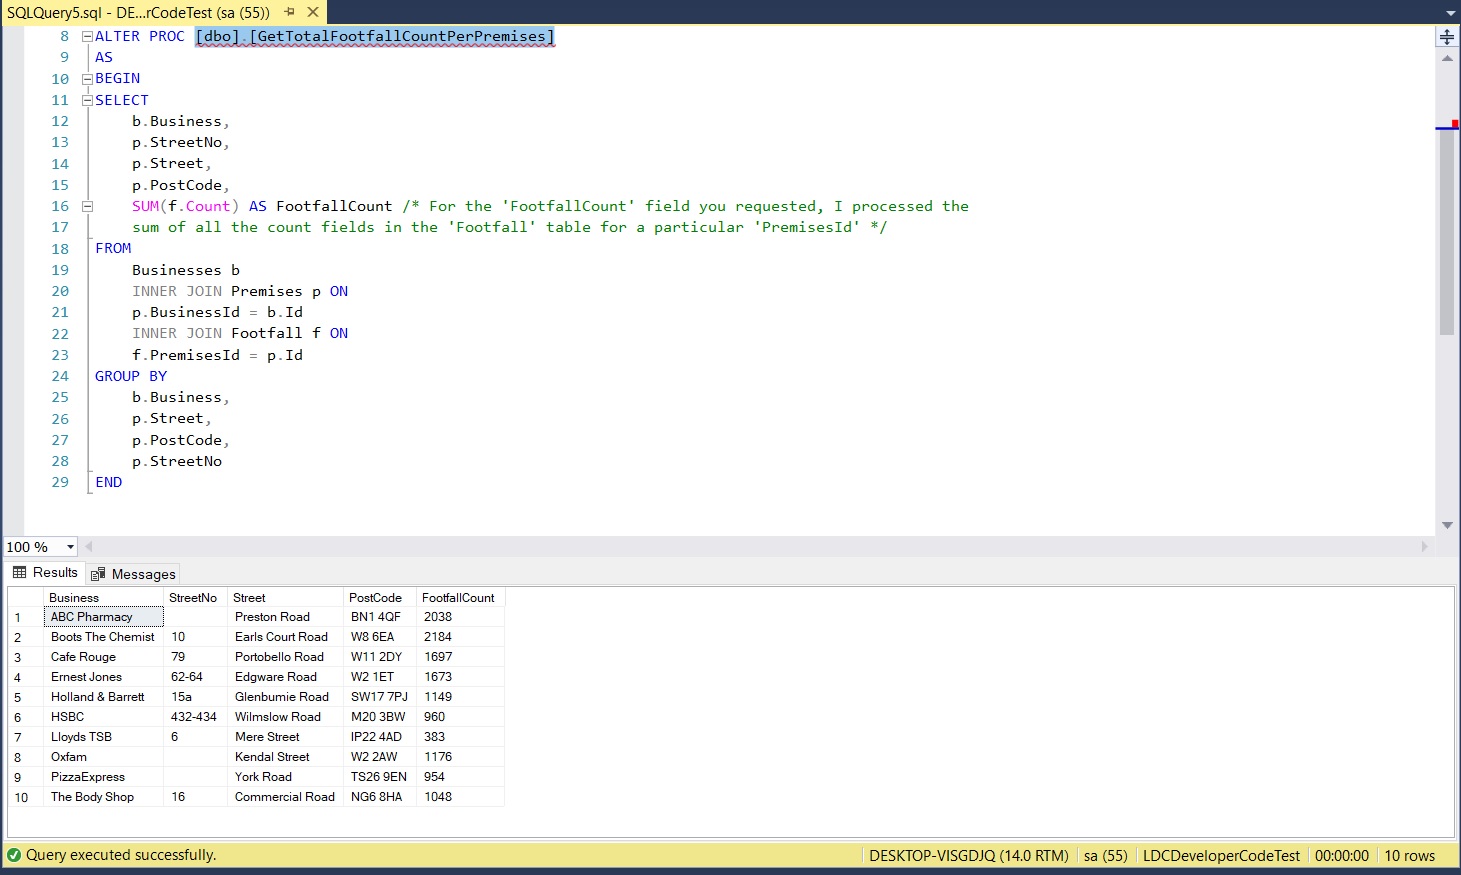 SQLQuery5.sql - DE...rCodeTest (sa (55))
8 ALTER PROC [dbo].[GetTotalFootfallCountPerPremises]
9 AS
10 BEGIN
11 SELECT
12 b.Business,
13 p.StreetNo,
14 p.Street,
15 p.PostCode,
16 SUM(f.Count) AS FootfallCount /* For the 'FootfallCount' field you requested, I processed the
17 sum of all the count fields in the 'Footfall' table for a particular 'PremisesId' */
18 FROM
19 Businesses b
20 INNER JOIN Premises p ON
21 p.BusinessId = b.Id
22 INNER JOIN Footfall f ON
23 f.PremisesId = p.Id
24 GROUP BY
25 b.Business,
26 p.Street,
27 p.PostCode,
28 p.StreetNo
29 END
100 %
Results Messages
Business StreetNo Street PostCode FootfallCount
1 ABC Pharmacy Preston Road BN1 4QF 2038
2 Boots The Chemist 10 Earls Court Road W8 6EA 2184
3 Cafe Rouge 79 Portobello Road W11 2DY 1697
4 Ernest Jones 62-64 Edgware Road W2 1ET 1673
5 Holland & Barrett 15a Glenburnie Road SW17 7PJ 1149
6 HSBC 432-434 Wilmslow Road M20 3BW 960
7 Lloyds TSB 6 Mere Street IP22 4AD 383
8 Oxfam Kendal Street W2 2AW 1176
9 PizzaExpress York Road TS26 9EN 954
10 The Body Shop 16 Commercial Road NG6 8HA 1048
Query executed successfully. DESKTOP-VISGDJQ (14.0 RTM) sa (55) LDCDeveloperCodeTest 00:00:00 10 rows